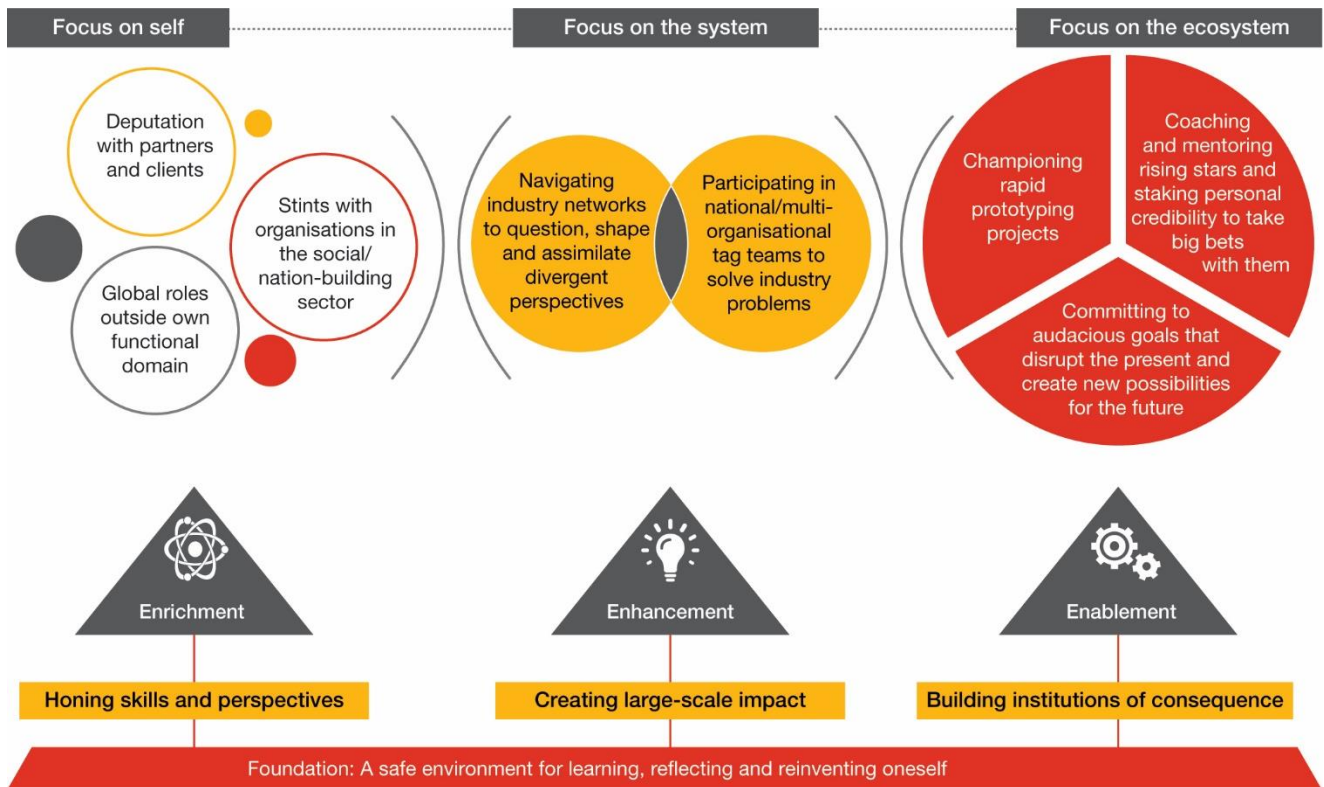 Focus on self
Focus on the system
Focus on the ecosystem
Deputation
with partners
and clients
Stints with
organisations
in the social/
nation-building
sector
Global roles
outside own
functional
domain
Navigating
industry networks
to question, shape
and assimilate
divergent
perspectives
Participating in
national/multi-
organisational
tag teams to
solve industry
problems
Championing
rapid
prototyping
projects
Coaching
and mentoring
rising stars and
staking personal
credibility to take
big bets
with them
Committing to
audacious goals that
disrupt the present and
create new possibilities
for the future
Enrichment
Enhancement
Enablement
Honing skills and perspectives
Creating large-scale impact
Building institutions of consequence
Foundation: A safe environment for learning, reflecting and reinventing oneself